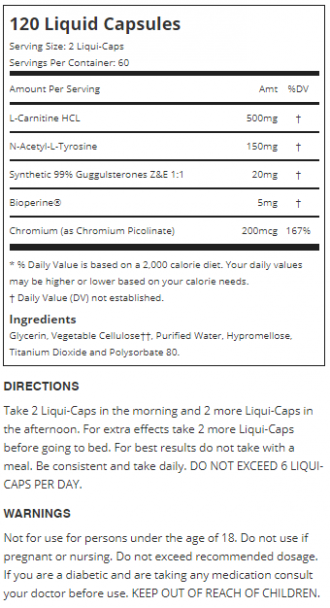 120 Liquid Capsules
Serving Size: 2 Liqui-Caps
Servings Per Container: 60
Amount Per Serving Amt %DV
L-Carnitine HCL 500mg †
N-Acetyl-L-Tyrosine 150mg †
Synthetic 99% Guggulsterones Z&E 1:1 20mg †
Bioperine® 5mg †
Chromium (as Chromium Picolinate) 200mcg 167%
* % Daily Value is based on a 2,000 calorie diet. Your daily values
may be higher or lower based on your calorie needs.
† Daily Value (DV) not established.
Ingredients
Glycerin, Vegetable Cellulose††, Purified Water, Hypromellose,
Titanium Dioxide and Polysorbate 80.
DIRECTIONS
Take 2 Liqui-Caps in the morning and 2 more Liqui-Caps in
the afternoon. For extra effects take 2 more Liqui-Caps
before going to bed. For best results do not take with a
meal. Be consistent and take daily. DO NOT EXCEED 6 LIQUI-
CAPS PER DAY.
WARNINGS
Not for use for persons under the age of 18. Do not use if
pregnant or nursing. Do not exceed recommended dosage.
If you are a diabetic and are taking any medication consult
your doctor before use. KEEP OUT OF REACH OF CHILDREN.